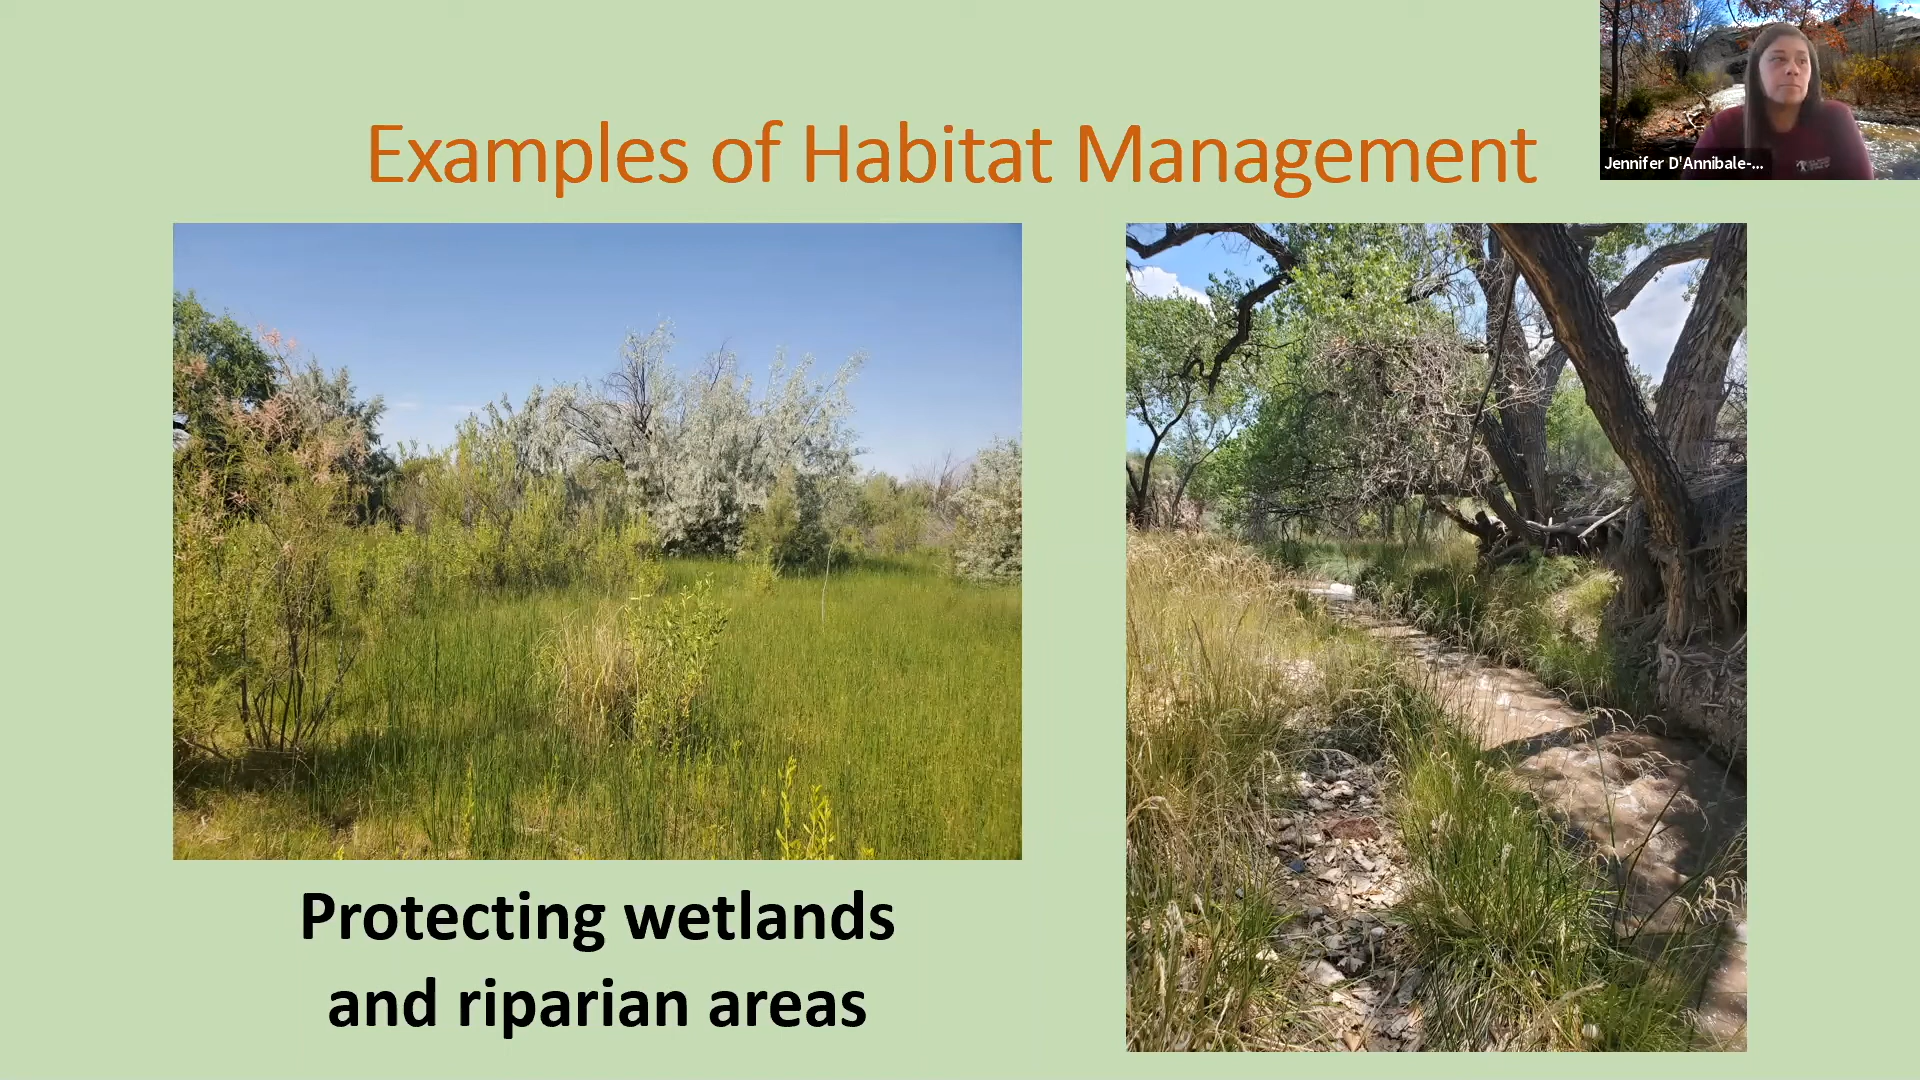 Examples of Habitat Management
Jennifer D'Annibale-...
Protecting wetlands
and riparian areas